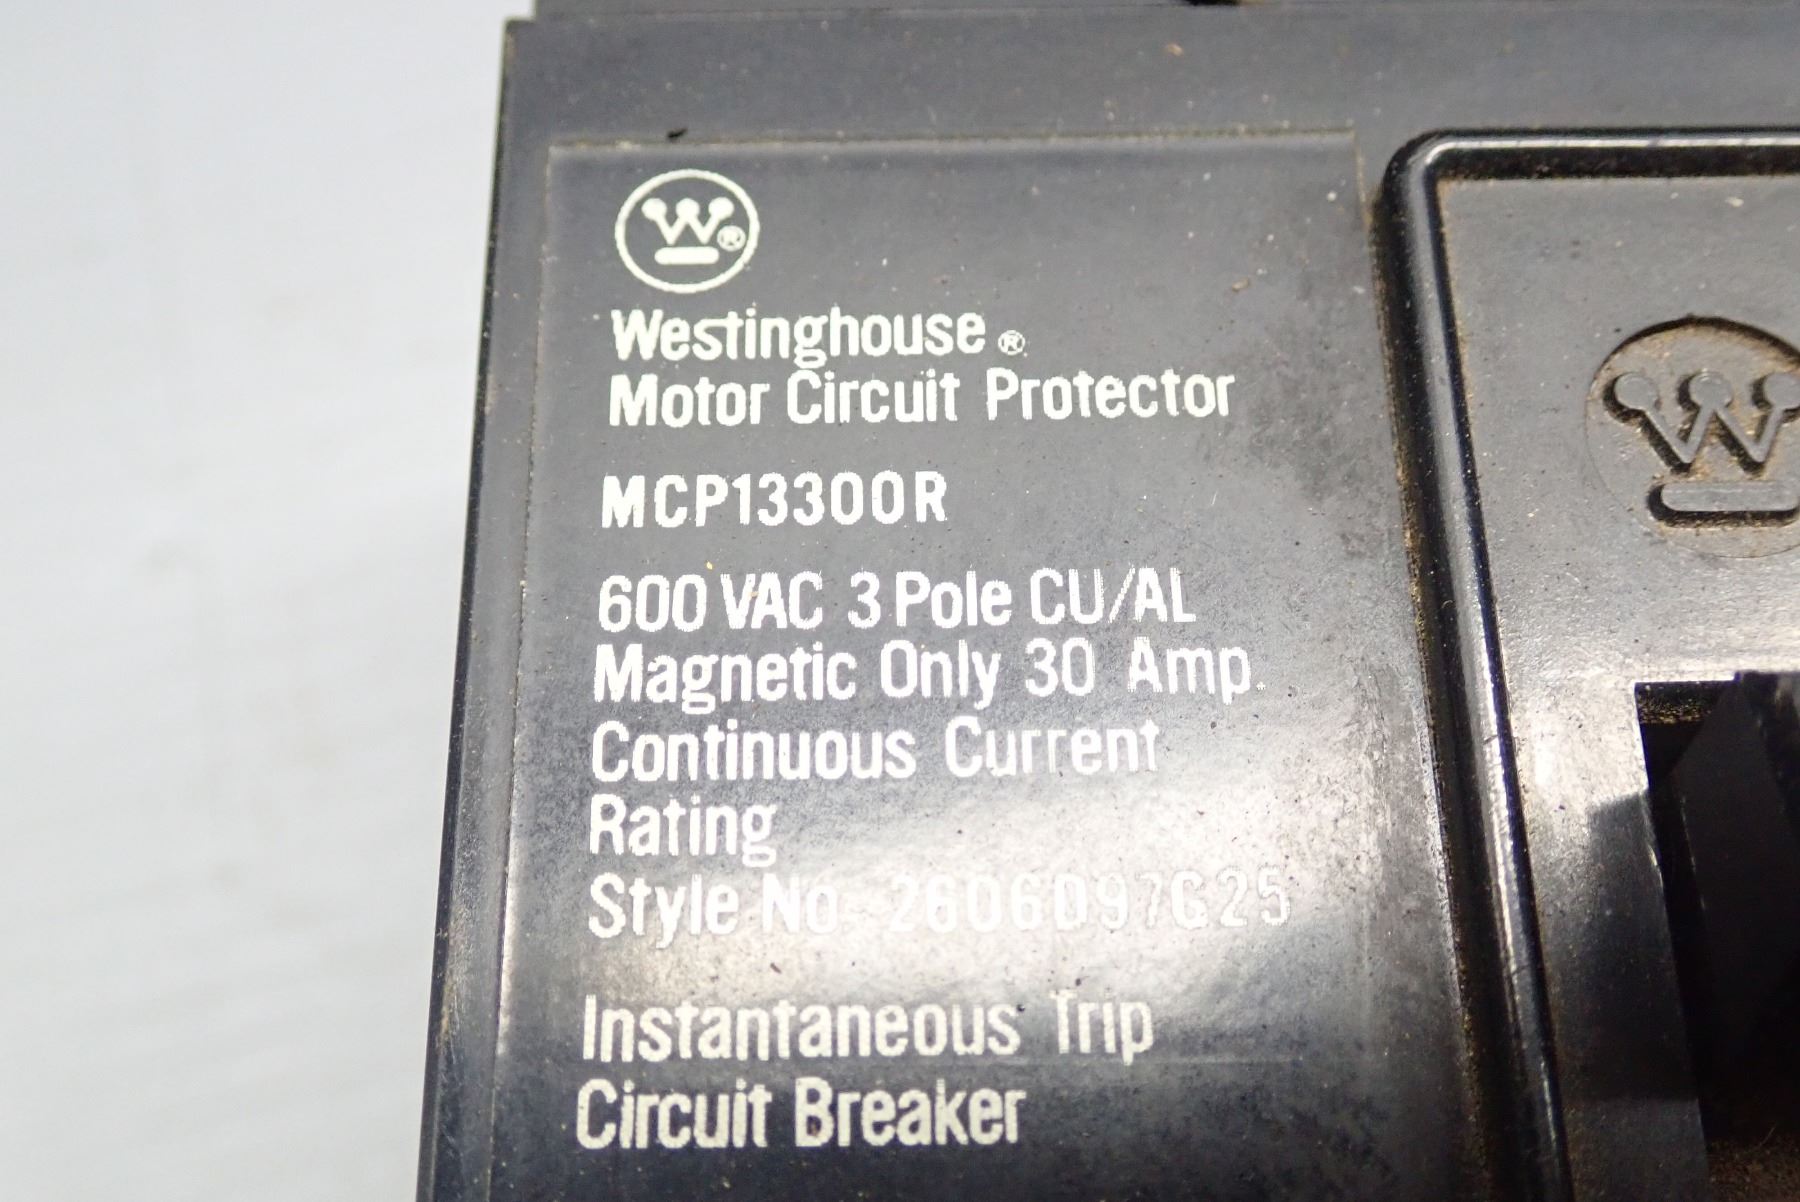 W®
Westinghouse®
Motor Circuit Protector
MCP13300R
600 VAC 3 Pole CU/AL
Magnetic Only 30 Amp.
Continuous Current
Rating
Style No. 2606D97G25
Instantaneous Trip
Circuit Breaker
W